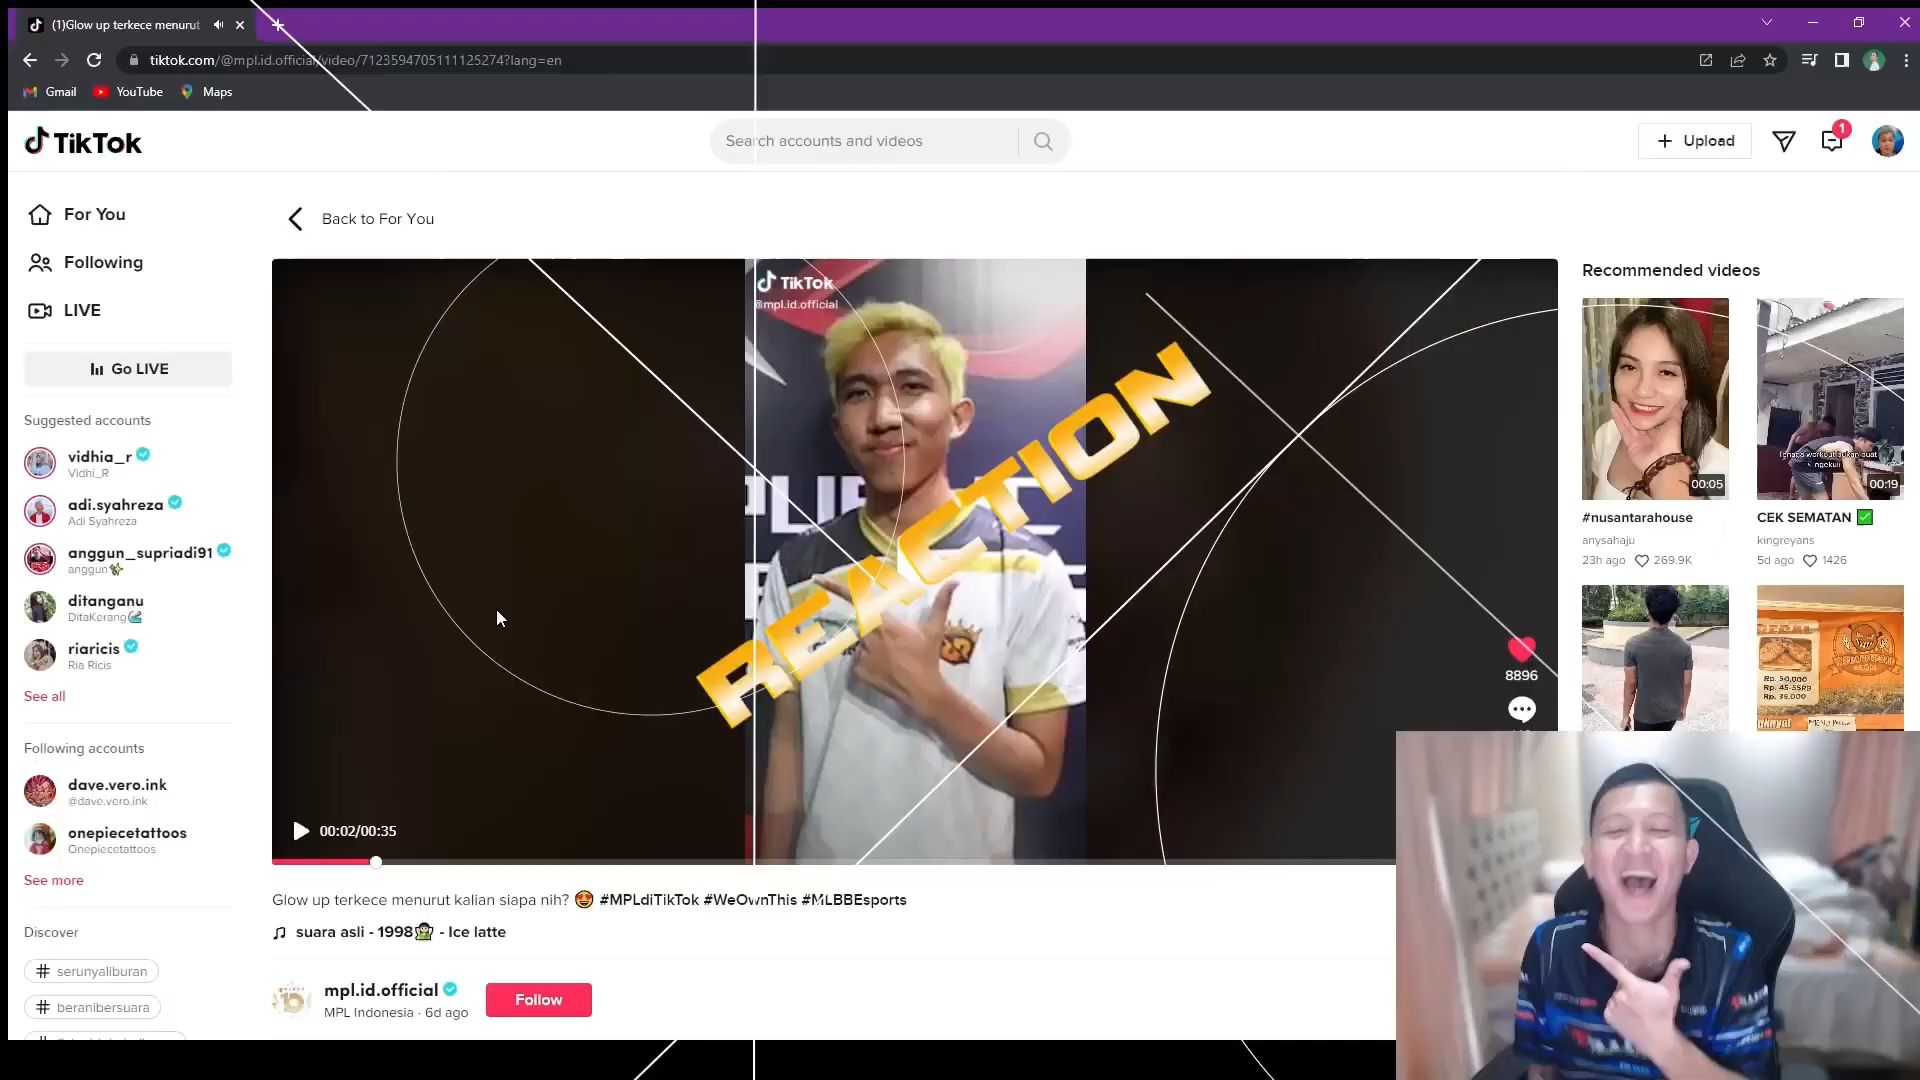 (1)Glow up terkece menurut
tiktok.com/@mpl.id.official/video/7123594705111125274?lang=en
Gmail
YouTube
Maps
TikTok
Search accounts and videos
Upload
1
For You
Following
LIVE
Go LIVE
Suggested accounts
vidhia_r
Vidhi_R
adi.syahreza
Adi Syahreza
anggun_supriadi91
anggun
ditanganu
DitaKerang
riaricis
Ria Ricis
See all
Following accounts
dave.vero.ink
@dave.vero.ink
onepiecetattoos
Onepiecetattoos
See more
Discover
# serunyaliburan
# beranibersuara
Back to For You
TikTok
@mpl.id.official
REACTION
8896
00:02/00:35
Glow up terkece menurut kalian siapa nih? 😍 #MPLdiTikTok #WeOwnThis #MLBBEsports
suara asli - 1998 - Ice latte
mpl.id.official
MPL Indonesia · 6d ago
Follow
Recommended videos
00:05
#nusantarahouse
anysahaju
23h ago 269.9K
00:19
CEK SEMATAN ✅
kingreyans
5d ago 1426
Rp. 50,000